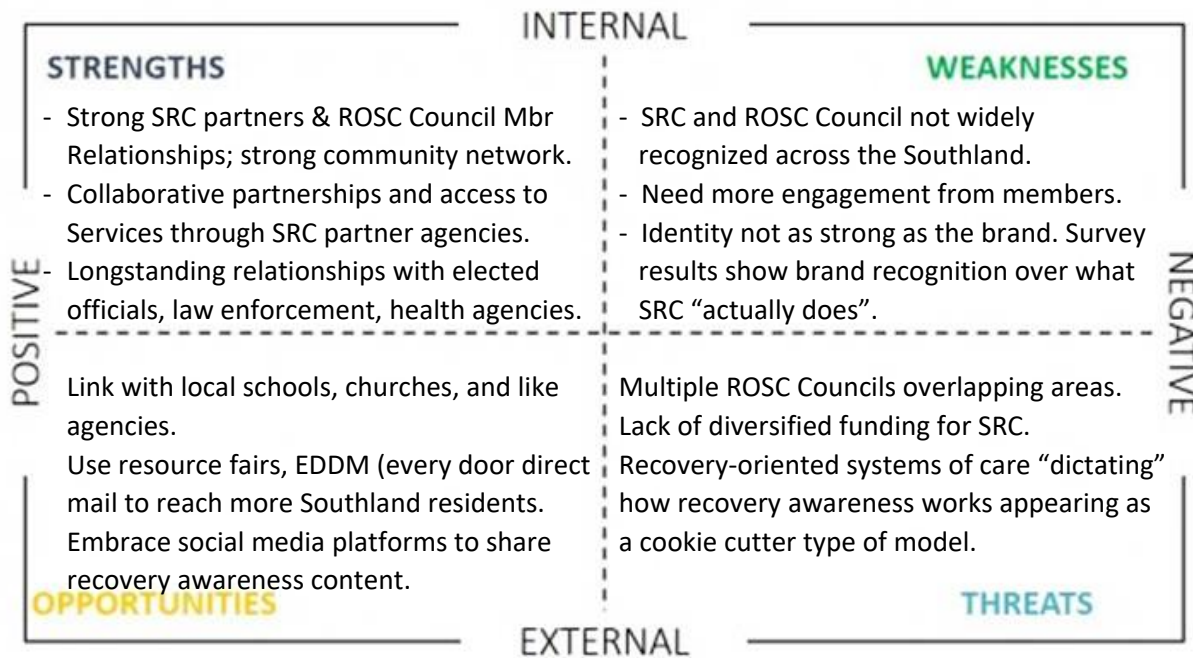 INTERNAL
STRENGTHS
- Strong SRC partners & ROSC Council Mbr
Relationships; strong community network.
- Collaborative partnerships and access to
Services through SRC partner agencies.
- Longstanding relationships with elected
officials, law enforcement, health agencies.
WEAKNESSES
- SRC and ROSC Council not widely
recognized across the Southland.
- Need more engagement from members.
- Identity not as strong as the brand. Survey
results show brand recognition over what
SRC “actually does”.
POSITIVE
NEGATIVE
Link with local schools, churches, and like
agencies.
Use resource fairs, EDDM (every door direct
mail to reach more Southland residents.
Embrace social media platforms to share
recovery awareness content.
OPPORTUNITIES
Multiple ROSC Councils overlapping areas.
Lack of diversified funding for SRC.
Recovery-oriented systems of care “dictating”
how recovery awareness works appearing as
a cookie cutter type of model.
THREATS
EXTERNAL